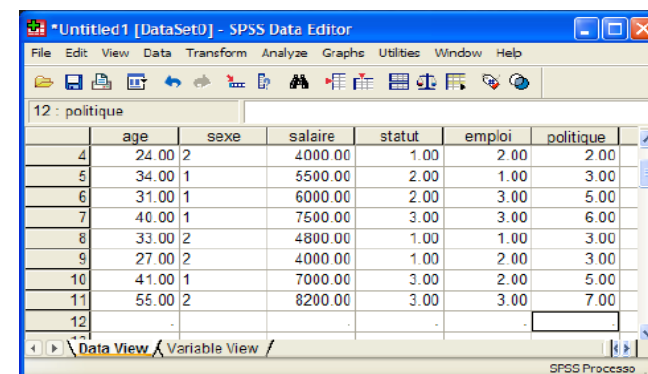 *Untitled1 [DataSet0] - SPSS Data Editor
File Edit View Data Transform Analyze Graphs Utilities Window Help
12 : politique
age sexe salaire statut emploi politique
4 24.00 2 4000.00 1.00 2.00 2.00
5 34.00 1 5500.00 2.00 1.00 3.00
6 31.00 1 6000.00 2.00 3.00 5.00
7 40.00 1 7500.00 3.00 3.00 6.00
8 33.00 2 4800.00 1.00 1.00 3.00
9 27.00 2 4000.00 1.00 2.00 3.00
10 41.00 1 7000.00 3.00 2.00 5.00
11 55.00 2 8200.00 3.00 3.00 7.00
12 . . . . .
Data View Variable View
SPSS Processo